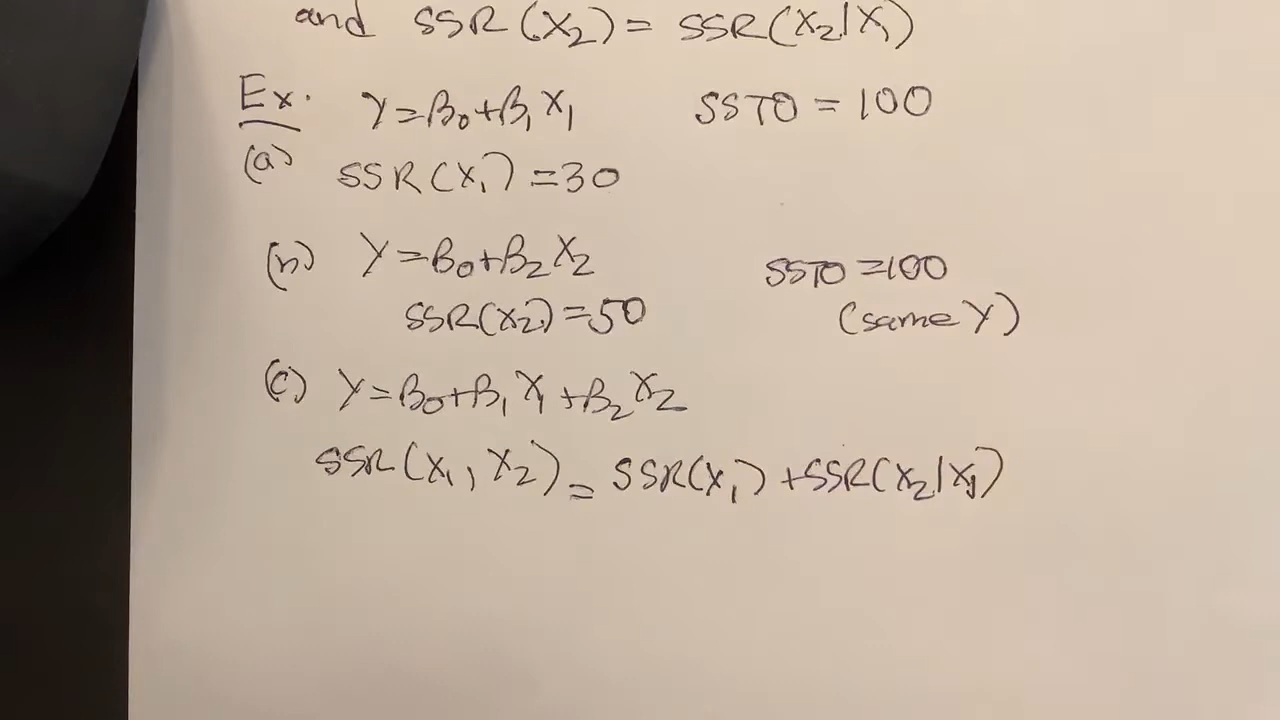 and SSR(X₂) = SSR(X₂|X₁)
Ex. Y=β₀+β₁X₁ SSTO = 100
(a) SSR(X₁) = 30
(b) Y=β₀+β₂X₂ SSTO=100
SSR(X₂)=50 (same Y)
(c) Y=β₀+β₁X₁+β₂X₂
SSR(X₁,X₂) = SSR(X₁)+SSR(X₂|X₁)